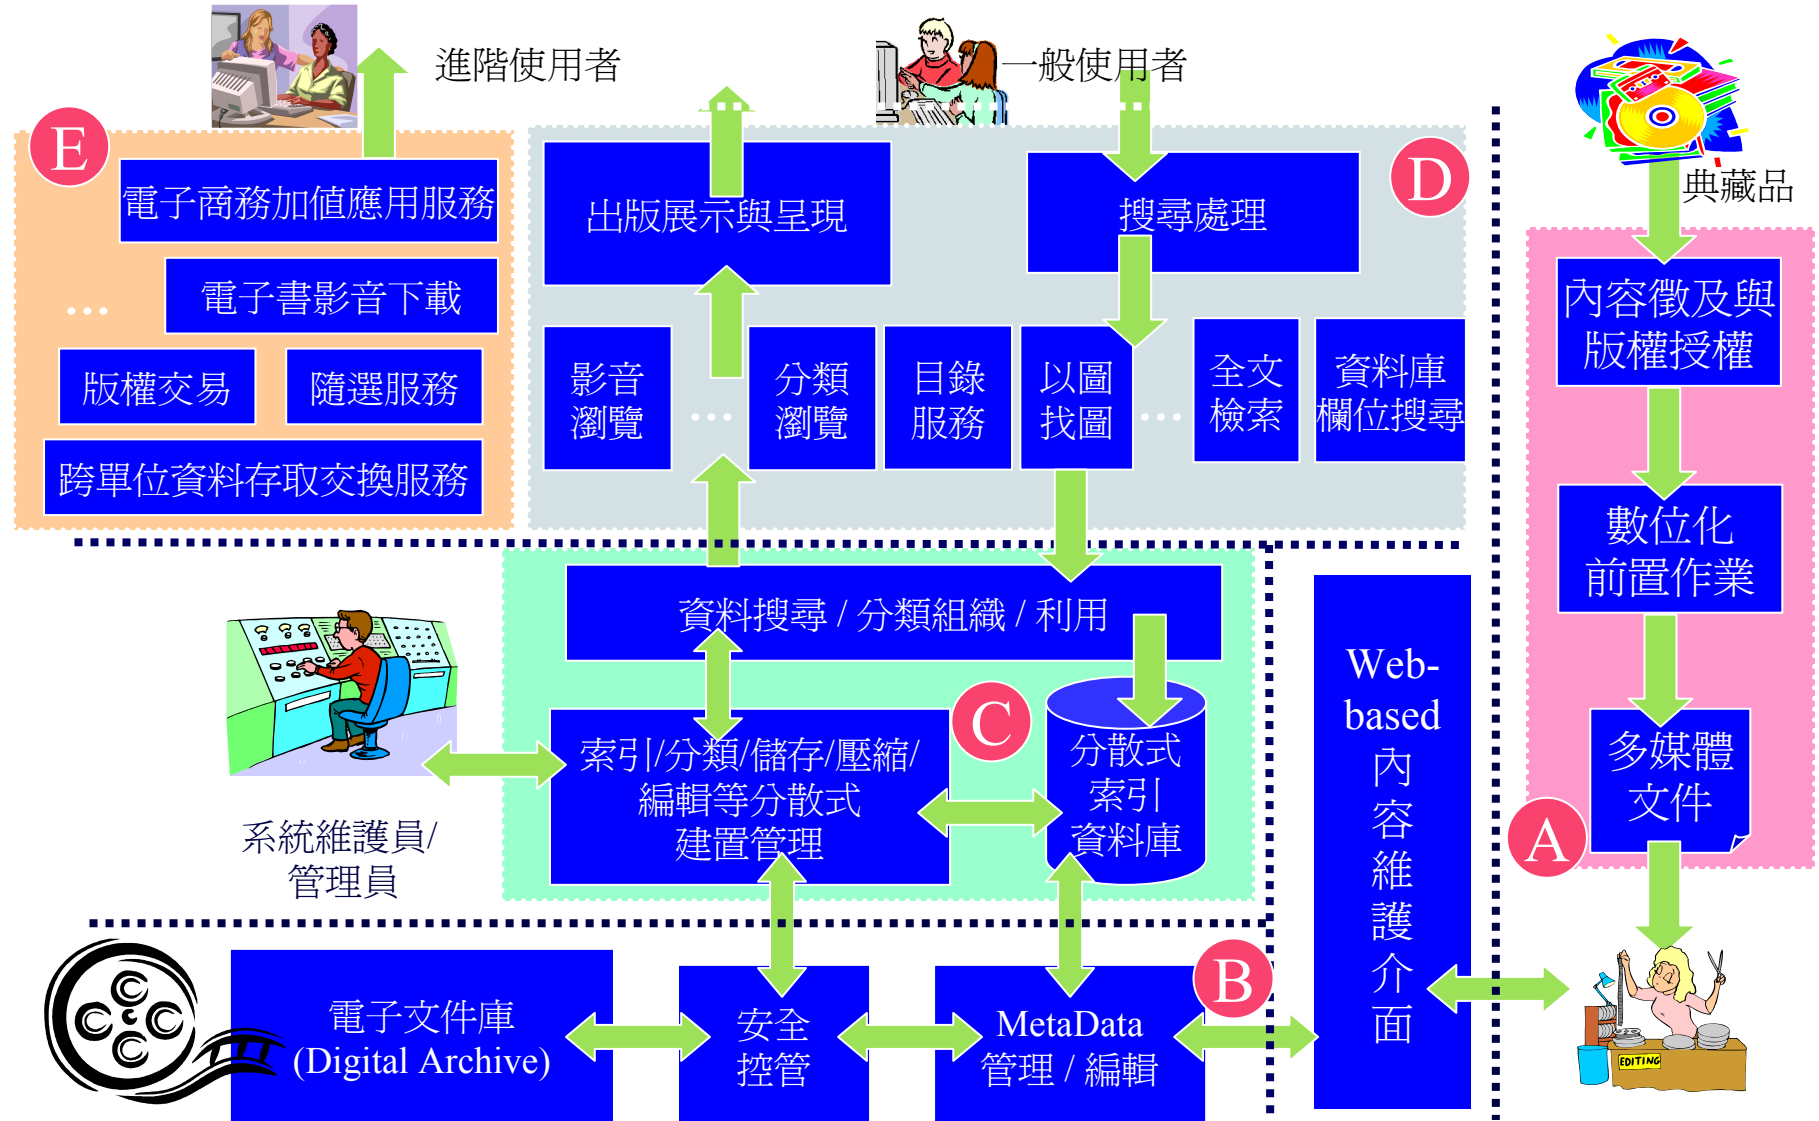 進階使用者
一般使用者
典藏品
E
電子商務加值應用服務
電子書影音下載
…
版權交易
隨選服務
跨單位資料存取交換服務
D
出版展示與呈現
搜尋處理
影音
瀏覽
…
分類
瀏覽
目錄
服務
以圖
找圖
…
全文
檢索
資料庫
欄位搜尋
內容徵及與
版權授權
數位化
前置作業
多媒體
文件
A
資料搜尋 / 分類組織 / 利用
C
索引/分類/儲存/壓縮/
編輯等分散式
建置管理
分散式
索引
資料庫
系統維護員/
管理員
Web-
based
內
容
維
護
介
面
B
電子文件庫
(Digital Archive)
安全
控管
MetaData
管理 / 編輯
EDITING